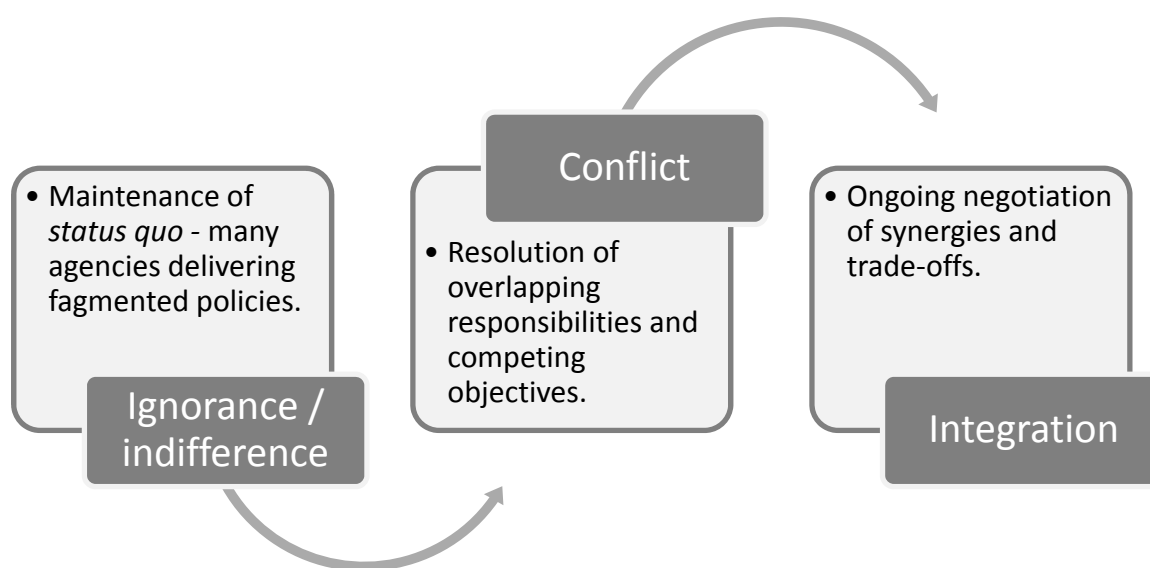 • Maintenance of
status quo - many
agencies delivering
fagmented policies.
Ignorance /
indifference
Conflict
• Resolution of
overlapping
responsibilities and
competing
objectives.
• Ongoing negotiation
of synergies and
trade-offs.
Integration